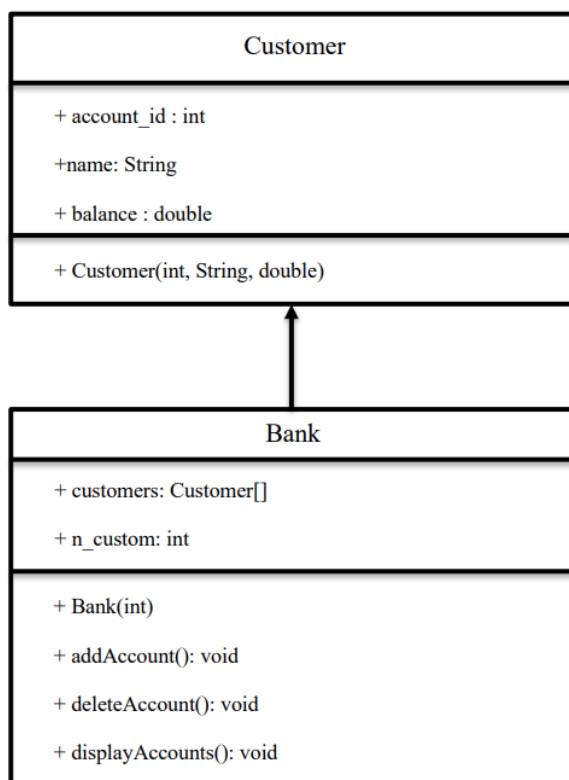 Customer
+ account_id : int
+name: String
+ balance : double
+ Customer(int, String, double)
Bank
+ customers: Customer[]
+ n_custom: int
+ Bank(int)
+ addAccount(): void
+ deleteAccount(): void
+ displayAccounts(): void